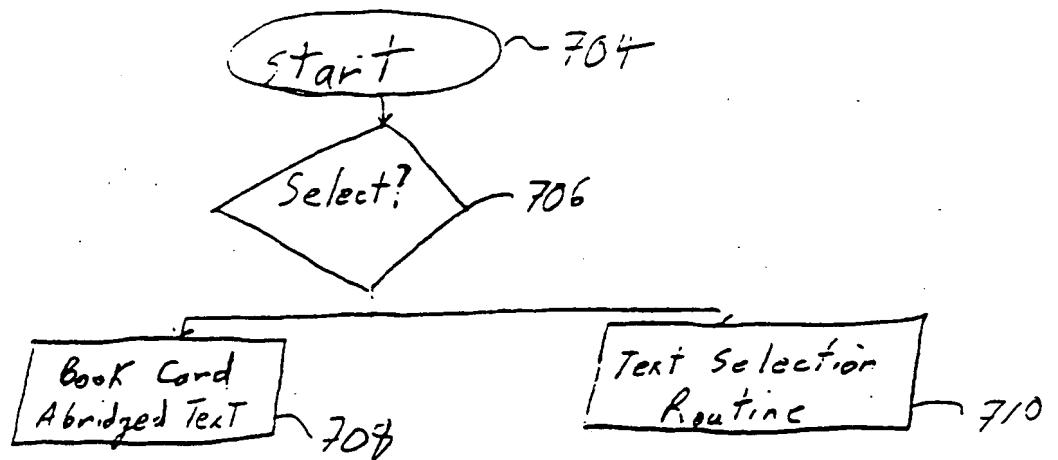 start
704
Select?
706
Book Card
Abridged Text
708
Text Selection
Routine
710